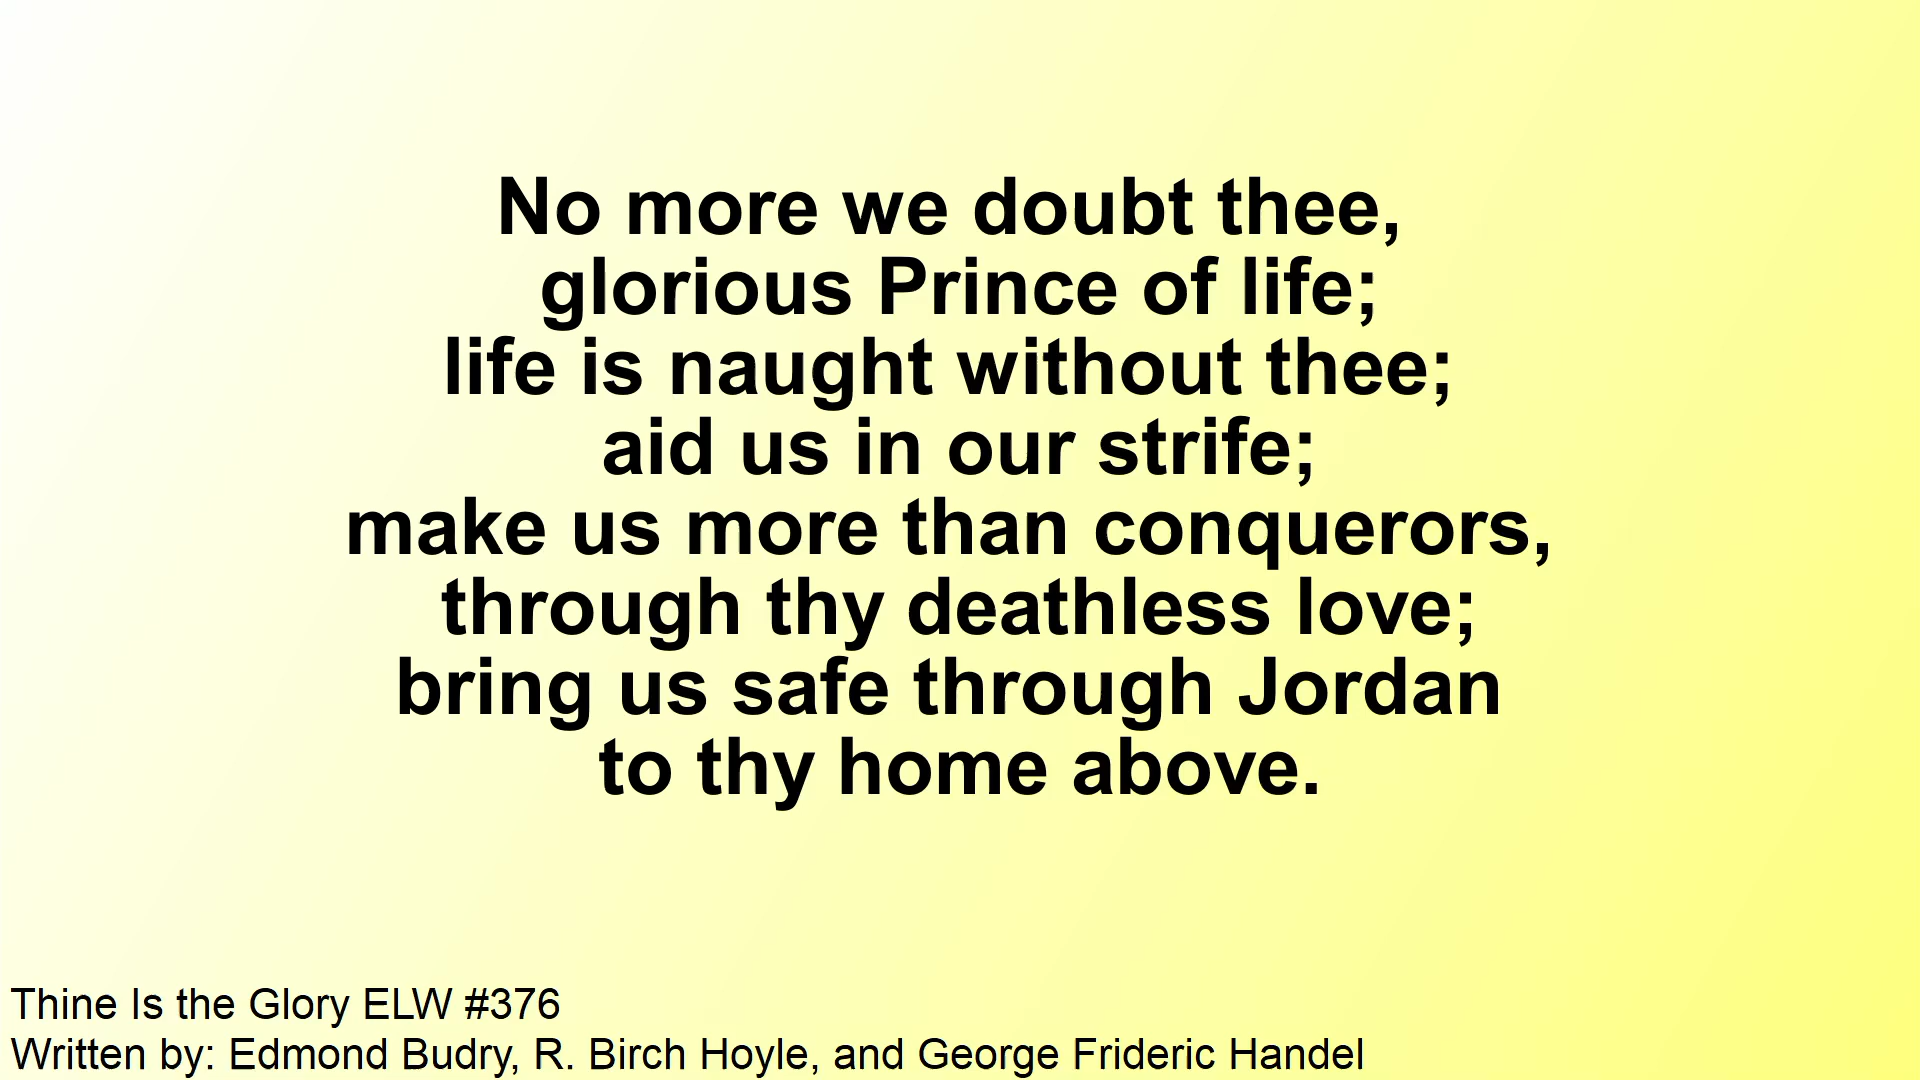 No more we doubt thee,
glorious Prince of life;
life is naught without thee;
aid us in our strife;
make us more than conquerors,
through thy deathless love;
bring us safe through Jordan
to thy home above.
Thine Is the Glory ELW #376
Written by: Edmond Budry, R. Birch Hoyle, and George Frideric Handel